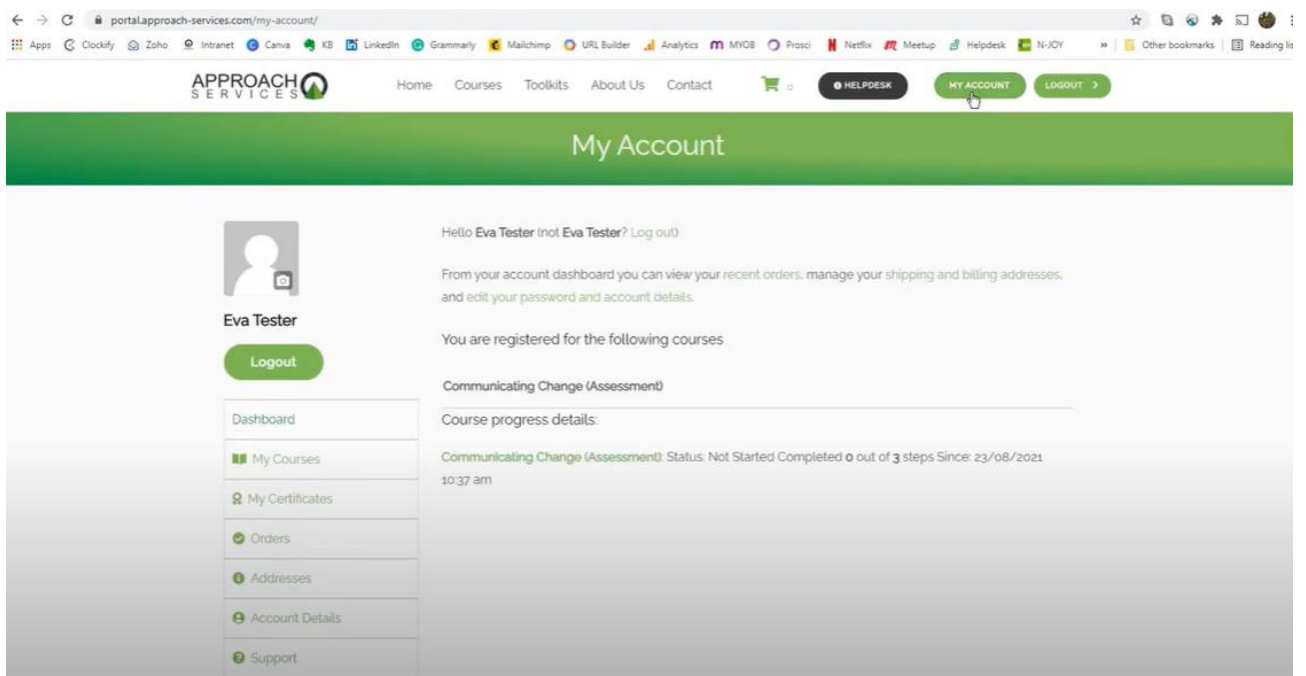 portal.approach-services.com/my-account/
Apps Clockify Zoho Intranet Canva KB LinkedIn Grammarly Mailchimp URL Builder Analytics MYOB Prosci Netflix Meetup Helpdesk N-JOY » Other bookmarks Reading lis
APPROACH
SERVICES
Home Courses Toolkits About Us Contact 0 HELPDESK MY ACCOUNT LOGOUT >
My Account
Hello Eva Tester (not Eva Tester? Log out)
From your account dashboard you can view your recent orders, manage your shipping and billing addresses,
and edit your password and account details.
Eva Tester
You are registered for the following courses
Logout
Communicating Change (Assessment)
Dashboard
Course progress details:
My Courses
Communicating Change (Assessment): Status: Not Started Completed 0 out of 3 steps Since: 23/08/2021
10:37 am
My Certificates
Orders
Addresses
Account Details
Support